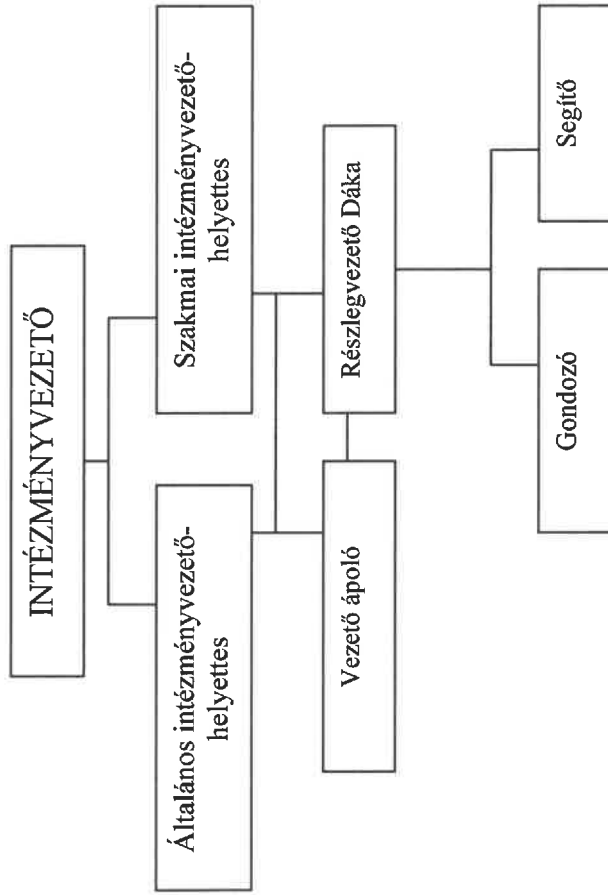 INTÉZMÉNYVEZETŐ
Általános intézményvezető-
helyettes
Szakmai intézményvezető-
helyettes
Vezető ápoló
Részlegvezető Dáka
Gondozó
Segítő